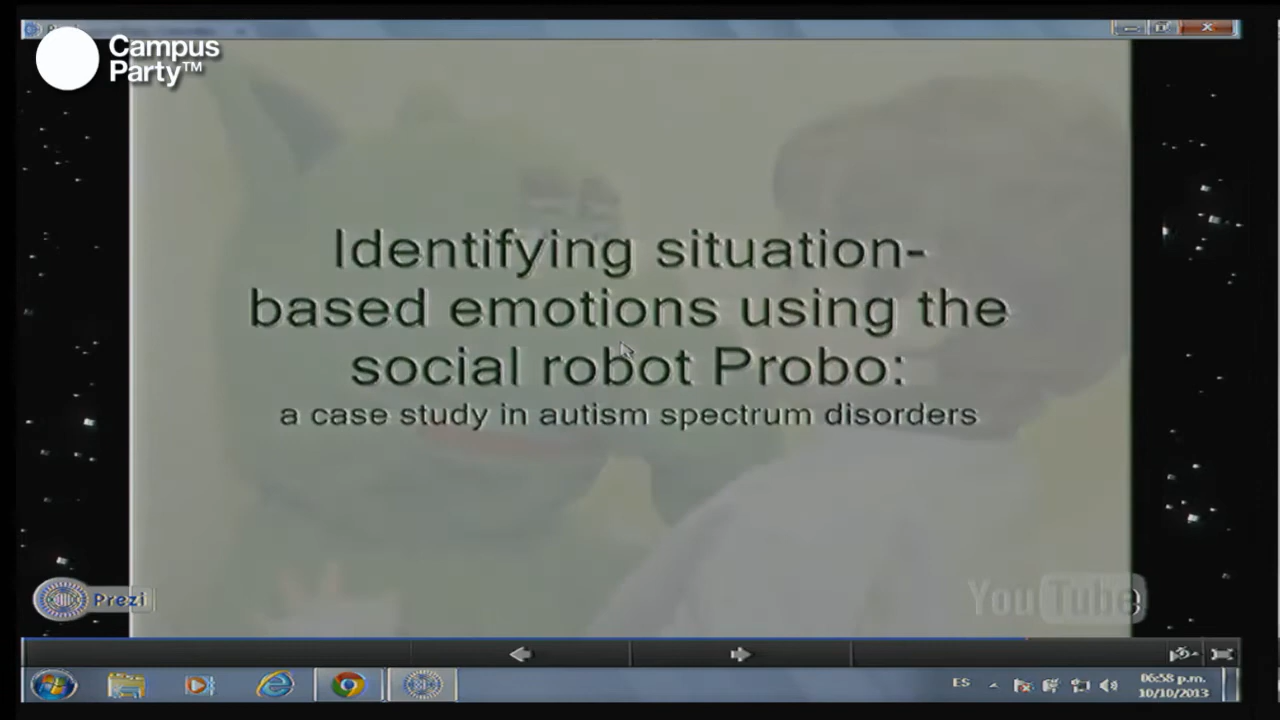 Campus
Party™
Identifying situation-
based emotions using the
social robot Probo:
a case study in autism spectrum disorders
Prezi
YouTube
ES
06:58 p.m.
10/10/2013